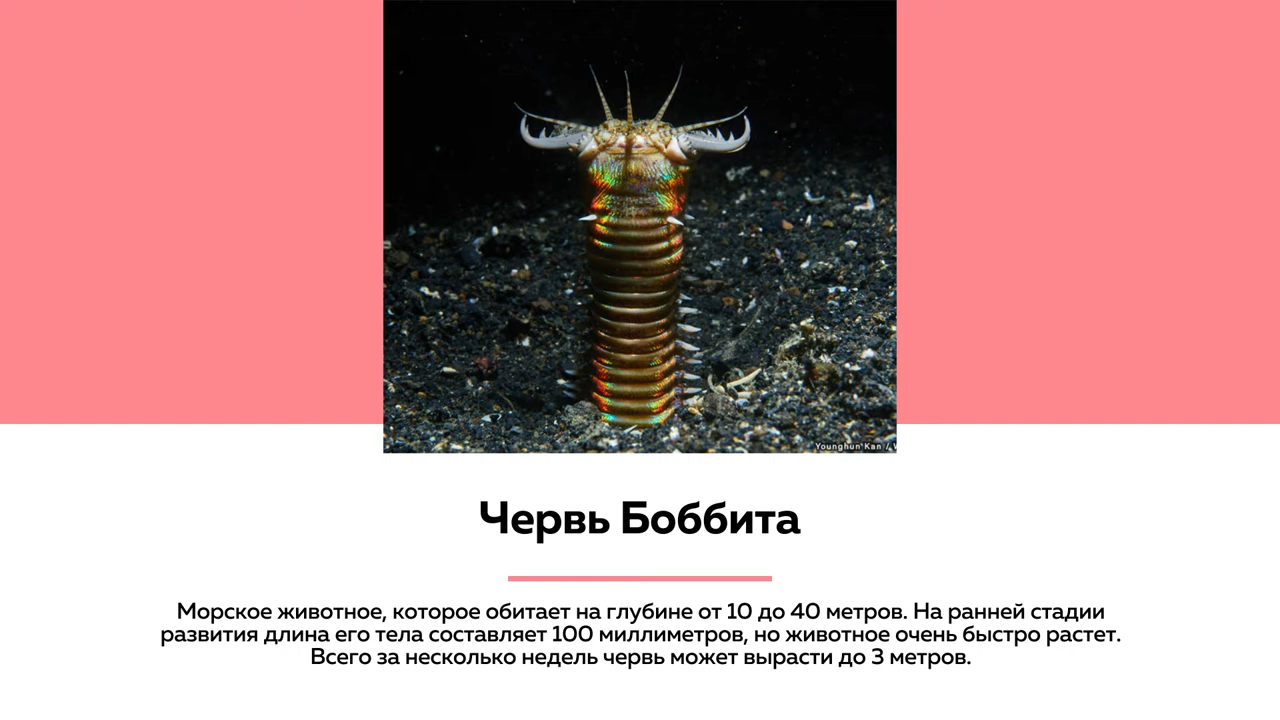 Younghun Kan /
Червь Боббита
Морское животное, которое обитает на глубине от 10 до 40 метров. На ранней стадии
развития длина его тела составляет 100 миллиметров, но животное очень быстро растет.
Всего за несколько недель червь может вырасти до 3 метров.